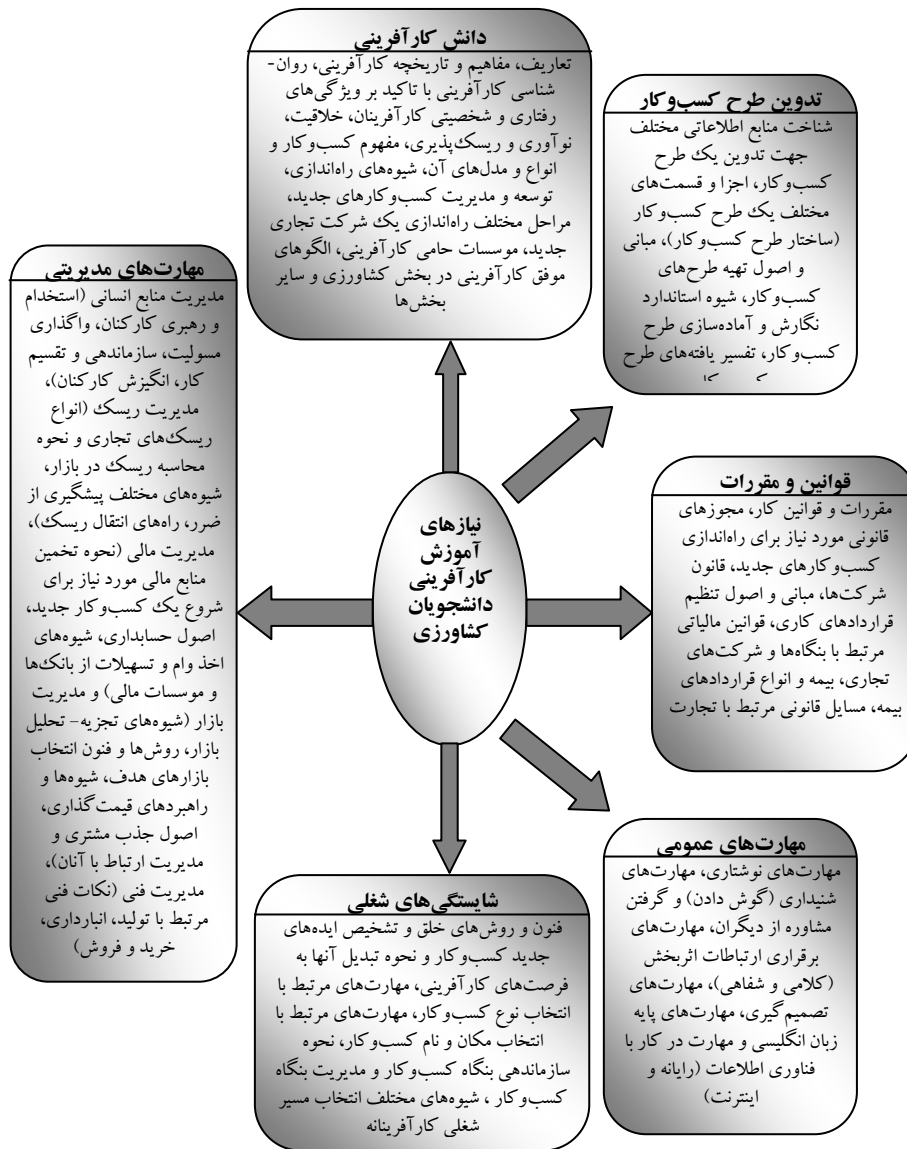 دانش کارآفرینی
تعاریف، مفاهیم و تاریخچه کارآفرینی، روان-
شناسی کارآفرینی با تاکید بر ویژگی‌های
رفتاری و شخصیتی کارآفرینان، خلاقیت،
نوآوری و ریسک‌پذیری، مفهوم کسب‌وکار و
انواع و مدل‌های آن، شیوه‌های راه‌اندازی،
توسعه و مدیریت کسب‌وکارهای جدید،
مراحل مختلف راه‌اندازی یک شرکت تجاری
جدید، موسسات حامی کارآفرینی، الگوهای
موفق کارآفرینی در بخش کشاورزی و سایر
بخش‌ها
تدوین طرح کسب‌وکار
شناخت منابع اطلاعاتی مختلف
جهت تدوین یک طرح
کسب‌وکار، اجزا و قسمت‌های
مختلف یک طرح کسب‌وکار
(ساختار طرح کسب‌وکار)، مبانی
و اصول تهیه طرح‌های
کسب‌وکار، شیوه استاندارد
نگارش و آماده‌سازی طرح
کسب‌وکار، تفسیر یافته‌های طرح
قوانین و مقررات
مقررات و قوانین کار، مجوزهای
قانونی مورد نیاز برای راه‌اندازی
کسب‌وکارهای جدید، قانون
شرکت‌ها، مبانی و اصول تنظیم
قراردادهای کاری، قوانین مالیاتی
مرتبط با بنگاه‌ها و شرکت‌های
تجاری، بیمه و انواع قراردادهای
بیمه، مسایل قانونی مرتبط با تجارت
مهارت‌های عمومی
مهارت‌های نوشتاری، مهارت‌های
شنیداری (گوش دادن) و گرفتن
مشاوره از دیگران، مهارت‌های
برقراری ارتباطات اثربخش
(کلامی و شفاهی)، مهارت‌های
تصمیم‌گیری، مهارت‌های پایه
زبان انگلیسی و مهارت در کار با
فناوری اطلاعات (رایانه و
اینترنت)
شایستگی‌های شغلی
فنون و روش‌های خلق و تشخیص ایده‌های
جدید کسب‌وکار و نحوه تبدیل آنها به
فرصت‌های کارآفرینی، مهارت‌های مرتبط با
انتخاب نوع کسب‌وکار، مهارت‌های مرتبط با
انتخاب مکان و نام کسب‌وکار، نحوه
سازماندهی بنگاه کسب‌وکار و مدیریت بنگاه
کسب‌وکار ، شیوه‌های مختلف انتخاب مسیر
شغلی کارآفرینانه
مهارت‌های مدیریتی
مدیریت منابع انسانی (استخدام
و رهبری کارکنان، واگذاری
مسولیت، سازماندهی و تقسیم
کار، انگیزش کارکنان)،
مدیریت ریسک (انواع
ریسک‌های تجاری و نحوه
محاسبه ریسک در بازار،
شیوه‌های مختلف پیشگیری از
ضرر، راه‌های انتقال ریسک)،
مدیریت مالی (نحوه تخمین
منابع مالی مورد نیاز برای
شروع یک کسب‌وکار جدید،
اصول حسابداری، شیوه‌های
اخذ وام و تسهیلات از بانک‌ها
و موسسات مالی) و مدیریت
بازار (شیوه‌های تجزیه- تحلیل
بازار، روش‌ها و فنون انتخاب
بازارهای هدف، شیوه‌ها و
راهبردهای قیمت‌گذاری،
اصول جذب مشتری و
مدیریت ارتباط با آنان)،
مدیریت فنی (نکات فنی
مرتبط با تولید، انبارداری،
خرید و فروش)
نیازهای
آموزش
کارآفرینی
دانشجویان
کشاورزی